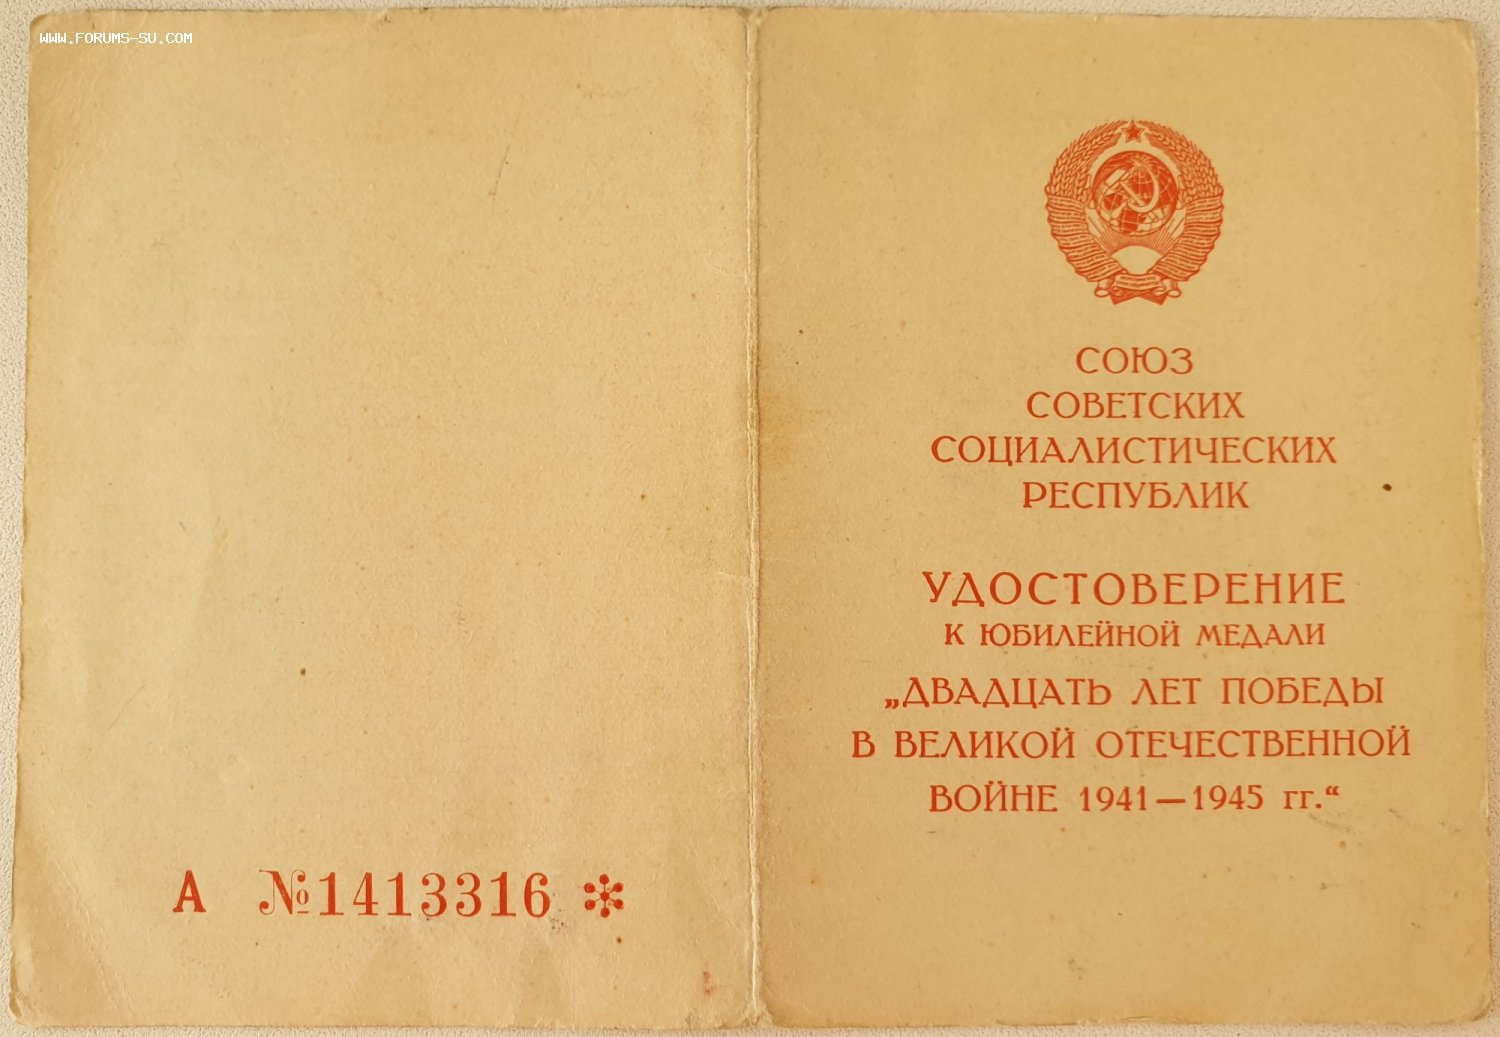 WWW.FORUMS-SU.COM
А №1413316 *
СОЮЗ
СОВЕТСКИХ
СОЦИАЛИСТИЧЕСКИХ
РЕСПУБЛИК
УДОСТОВЕРЕНИЕ
К ЮБИЛЕЙНОЙ МЕДАЛИ
„ДВАДЦАТЬ ЛЕТ ПОБЕДЫ
В ВЕЛИКОЙ ОТЕЧЕСТВЕННОЙ
ВОЙНЕ 1941—1945 гг.“